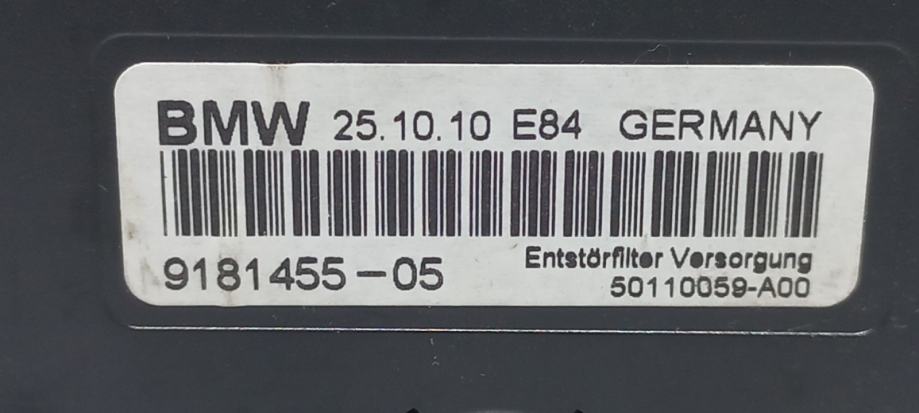 BMW 25.10.10 E84 GERMANY
9181455-05
Entstörfilter Versorgung
50110059-A00